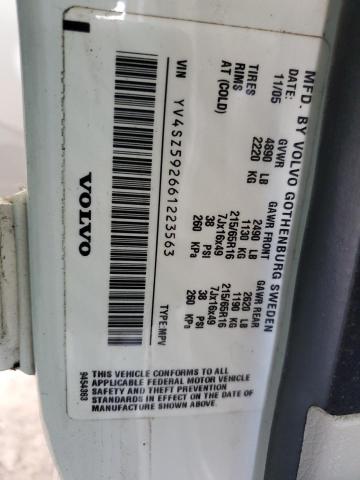 MFD. BY VOLVO GOTHENBURG SWEDEN
DATE: GVWR GAWR FRONT GAWR REAR
11/05 4890 LB 2490 LB 2620 LB
2220 KG 1130 KG 1190 KG
TIRES 215/65R16 215/65R16
RIMS 7Jx16x49 7Jx16x49
AT (COLD) 38 PSI 38 PSI
260 KPa 260 KPa
VIN YV4SZ592661223563 TYPE:MPV
THIS VEHICLE CONFORMS TO ALL
APPLICABLE FEDERAL MOTOR VEHICLE
SAFETY AND THEFT PREVENTION
STANDARDS IN EFFECT ON THE DATE OF
MANUFACTURE SHOWN ABOVE.
VOLVO
9454363